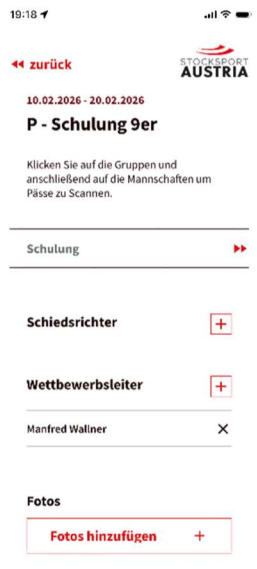 19:18
zurück
STOCKSPORT
AUSTRIA
10.02.2026 - 20.02.2026
P - Schulung 9er
Klicken Sie auf die Gruppen und
anschließend auf die Mannschaften um
Pässe zu Scannen.
Schulung
Schiedsrichter
Wettbewerbsleiter
Manfred Wallner
Fotos
Fotos hinzufügen +